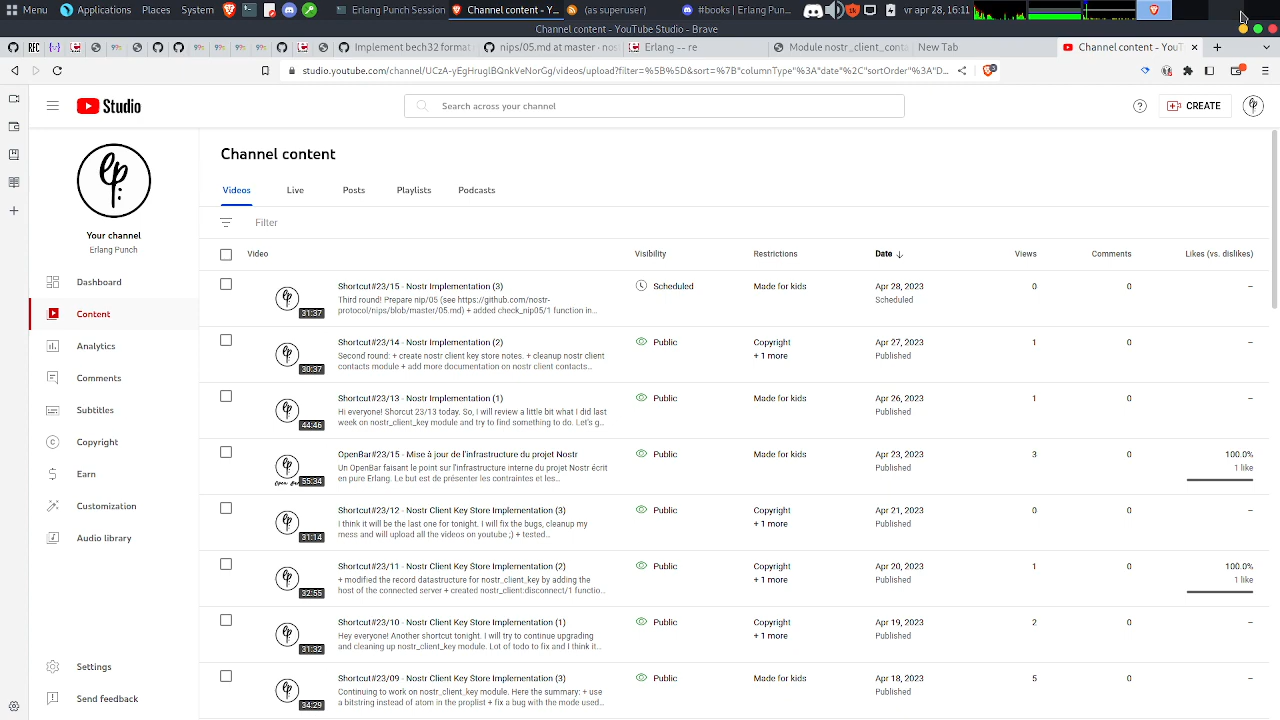 Menu Applications Places System Erlang Dev Session Channel content - Y... (as superuser) #books | Erlang Pun... vr apr 28, 16:11
Channel content - YouTube Studio - Brave
RFC Implement bech32 format nips/05.md at master · nos Erlang -- re Module nostr_client_conta New Tab Channel content - YouT
studio.youtube.com/channel/UCzA-yEgHruglBQnkVeNorGg/videos/upload?filter=%5B%5D&sort=%7B"columnType"%3A"date"%2C"sortOrder"%3A"D...
Studio
Search across your channel
CREATE
Channel content
Videos Live Posts Playlists Podcasts
Your channel
Erlang Punch
Dashboard
Content
Analytics
Comments
Subtitles
Copyright
Earn
Customization
Audio library
Settings
Send feedback
Filter
Video Visibility Restrictions Date Views Comments Likes (vs. dislikes)
Shortcut#23/15 - Nostr Implementation (3) Scheduled Made for kids Apr 28, 2023 0 0 –
Third round! Prepare nip/05 (see https://github.com/nostr- Scheduled
31:37 protocol/nips/blob/master/05.md) + added check_nip05/1 function in...
Shortcut#23/14 - Nostr Implementation (2) Public Copyright Apr 27, 2023 1 0 –
Second round: + create nostr client key store notes. + cleanup nostr client + 1 more Published
30:37 contacts module + add more documentation on nostr client contacts...
Shortcut#23/13 - Nostr Implementation (1) Public Made for kids Apr 26, 2023 1 0 –
Hi everyone! Shorcut 23/13 today. So, I will review a little bit what I did last Published
44:46 week on nostr_client_key module and try to find something to do. Let's g...
OpenBar#23/15 - Mise à jour de l'infrastructure du projet Nostr Public Made for kids Apr 23, 2023 3 0 100.0%
Un OpenBar faisant le point sur l'infrastructure interne du projet Nostr écrit Published 1 like
55:34 en pure Erlang. Le but est de présenter les contraintes et les...
Shortcut#23/12 - Nostr Client Key Store Implementation (3) Public Copyright Apr 21, 2023 0 0 –
I think it will be the last one for tonight. I will fix the bugs, cleanup my + 1 more Published
31:14 mess and will upload all the videos on youtube ;) + tested...
Shortcut#23/11 - Nostr Client Key Store Implementation (2) Public Copyright Apr 20, 2023 1 0 100.0%
+ modified the record datastructure for nostr_client_key by adding the + 1 more Published 1 like
32:55 host of the connected server + created nostr_client:disconnect/1 functio...
Shortcut#23/10 - Nostr Client Key Store Implementation (1) Public Copyright Apr 19, 2023 2 0 –
Hey everyone! Another shortcut tonight. I will try to continue upgrading + 1 more Published
31:32 and cleaning up nostr_client_key module. Lot of todo to fix and I think it...
Shortcut#23/09 - Nostr Client Key Store Implementation (3) Public Made for kids Apr 18, 2023 5 0 –
Continuing to work on nostr_client_key module. Here the summary: + use Published
34:29 a bitstring instead of atom in the proplist + fix a bug with the mode used...